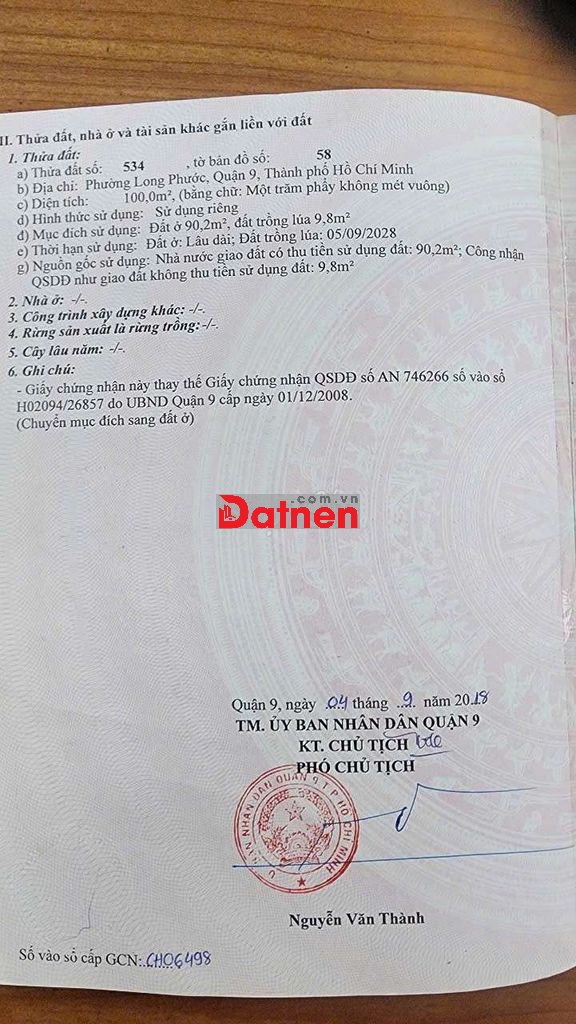 II. Thửa đất, nhà ở và tài sản khác gắn liền với đất
1. Thửa đất:
a) Thửa đất số: 534 , tờ bản đồ số: 58
b) Địa chỉ: Phường Long Phước, Quận 9, Thành phố Hồ Chí Minh
c) Diện tích: 100,0m², (bằng chữ: Một trăm phẩy không mét vuông)
d) Hình thức sử dụng: Sử dụng riêng
đ) Mục đích sử dụng: Đất ở 90,2m², đất trồng lúa 9,8m²
e) Thời hạn sử dụng: Đất ở: Lâu dài; Đất trồng lúa: 05/09/2028
g) Nguồn gốc sử dụng: Nhà nước giao đất có thu tiền sử dụng đất: 90,2m²; Công nhận
QSDĐ như giao đất không thu tiền sử dụng đất: 9,8m²
2. Nhà ở: -/-.
3. Công trình xây dựng khác: -/-.
4. Rừng sản xuất là rừng trồng:-/-.
5. Cây lâu năm: -/-.
6. Ghi chú:
- Giấy chứng nhận này thay thế Giấy chứng nhận QSDĐ số AN 746266 số vào sổ
H02094/26857 do UBND Quận 9 cấp ngày 01/12/2008.
(Chuyển mục đích sang đất ở)
.com.vn
Datnen
Quận 9, ngày 04 tháng 9 năm 2018
TM. ỦY BAN NHÂN DÂN QUẬN 9
KT. CHỦ TỊCH
PHÓ CHỦ TỊCH
ỦY BAN NHÂN DÂN QUẬN 9 T.P HỒ CHÍ MINH
Nguyễn Văn Thành
Số vào sổ cấp GCN: CH06498